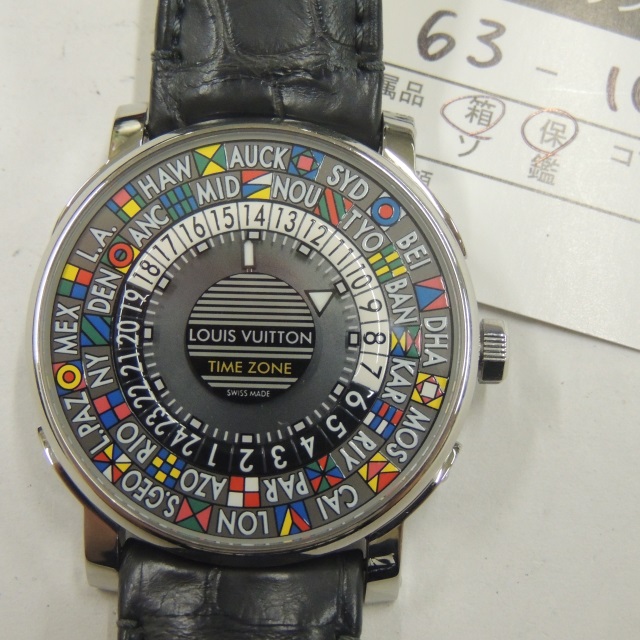 63 - 10
属品 箱 保 コ
ゾ 鑑
HAW AUCK SYD BEI DHA MOS CAI LON S.GEO L.PAZ MEX L.A.
ANC MID NOU TYO BAN KAR RIY PAR AZO RIO NY DEN
14 13 12 11 10 9 8 7 6 5 4 3 2 1 24 23 22 21 20 19 18 17 16 15
LOUIS VUITTON
TIME ZONE
SWISS MADE